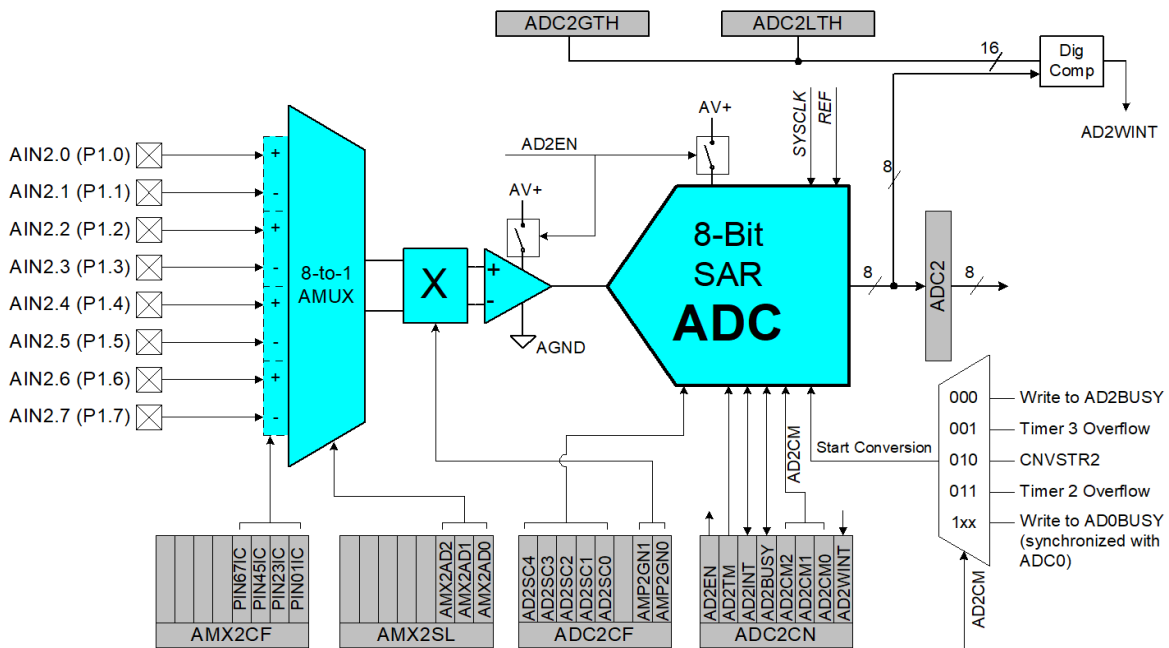 ADC2GTH
ADC2LTH
16
Dig
Comp
AD2WINT
AV+
SYSCLK
REF
AD2EN
AV+
8
AIN2.0 (P1.0)
+
AIN2.1 (P1.1)
-
AIN2.2 (P1.2)
+
AIN2.3 (P1.3)
-
AIN2.4 (P1.4)
+
AIN2.5 (P1.5)
-
AIN2.6 (P1.6)
+
AIN2.7 (P1.7)
-
8-to-1
AMUX
X
+
-
AGND
8-Bit
SAR
ADC
8
ADC2
8
Start Conversion
000
Write to AD2BUSY
001
Timer 3 Overflow
010
CNVSTR2
011
Timer 2 Overflow
1xx
Write to AD0BUSY
(synchronized with
ADC0)
AD2CM
AD2CM
PIN67IC
PIN45IC
PIN23IC
PIN01IC
AMX2CF
AMX2AD2
AMX2AD1
AMX2AD0
AMX2SL
AD2SC4
AD2SC3
AD2SC2
AD2SC1
AD2SC0
AMP2GN1
AMP2GN0
ADC2CF
AD2EN
AD2TM
AD2INT
AD2BUSY
AD2CM2
AD2CM1
AD2CM0
AD2WINT
ADC2CN